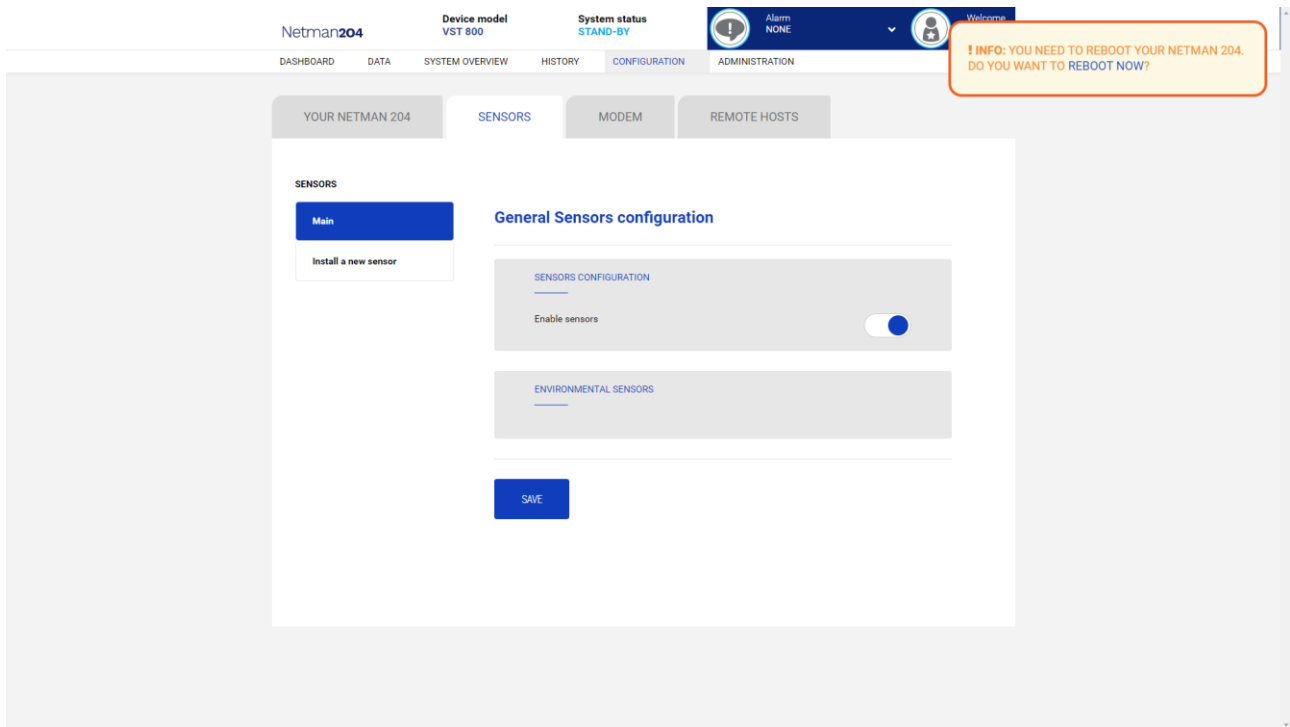 Netman204
Device model
VST 800
System status
STAND-BY
Alarm
NONE
Welcome
! INFO: YOU NEED TO REBOOT YOUR NETMAN 204.
DO YOU WANT TO REBOOT NOW?
DASHBOARD DATA SYSTEM OVERVIEW HISTORY CONFIGURATION ADMINISTRATION
YOUR NETMAN 204 SENSORS MODEM REMOTE HOSTS
SENSORS
Main
Install a new sensor
General Sensors configuration
SENSORS CONFIGURATION
Enable sensors
ENVIRONMENTAL SENSORS
SAVE